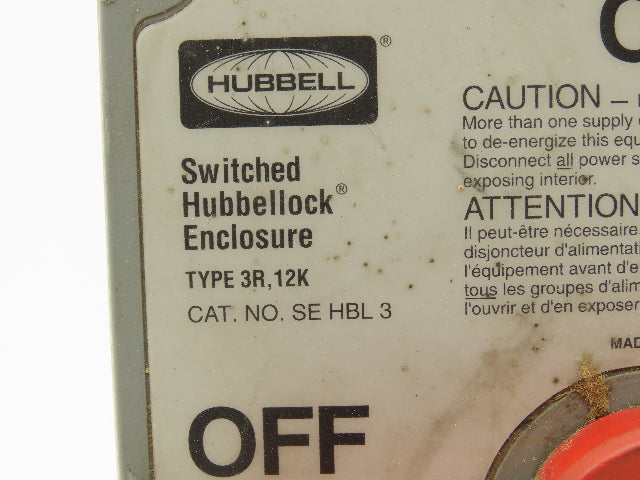 HUBBELL®
Switched
Hubbellock®
Enclosure
TYPE 3R,12K
CAT. NO. SE HBL 3
OFF
CAUTION –
More than one supply
to de-energize this
Disconnect all power
exposing interior.
ATTENTION
Il peut-être nécessaire
disjoncteur d'alimentati
l'équipement avant d'e
tous les groupes d'alim
l'ouvrir et d'en exposer
MAD